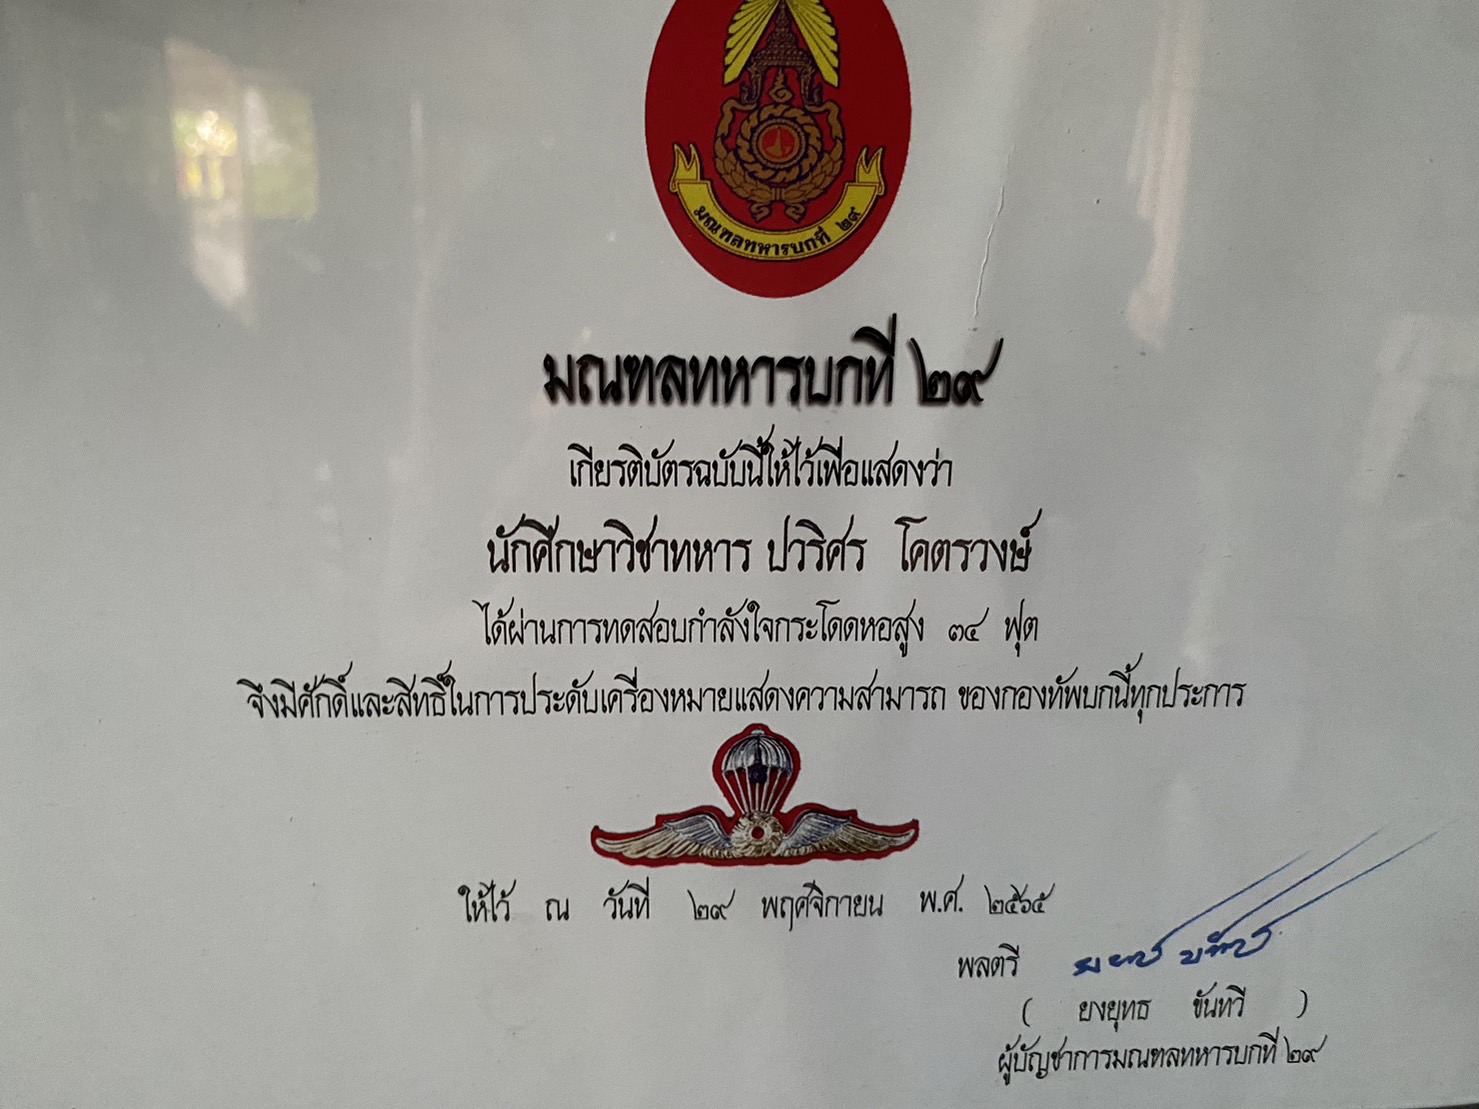 มณฑลทหารบกที่ ๒๙
มณฑลทหารบกที่ ๒๙
เกียรติบัตรฉบับนี้ให้ไว้เพื่อแสดงว่า
นักศึกษาวิชาทหาร ปวริศร โคตรวงษ์
ได้ผ่านการทดสอบกำลังใจกระโดดหอสูง ๓๔ ฟุต
จึงมีศักดิ์และสิทธิ์ในการประดับเครื่องหมายแสดงความสามารถ ของกองทัพบกนี้ทุกประการ
ให้ไว้ ณ วันที่ ๒๙ พฤศจิกายน พ.ศ. ๒๕๖๕
พลตรี
( ยงยุทธ ขันทวี )
ผู้บัญชาการมณฑลทหารบกที่ ๒๙